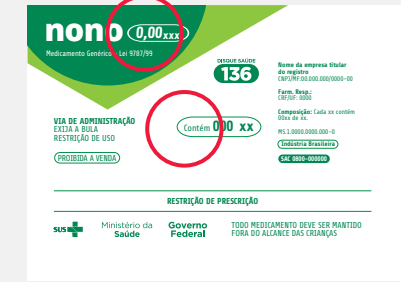 nono 0,00xxx
Medicamento Genérico - Lei 9787/99
DISQUE SAÚDE
136
Nome da empresa titular
do registro
CNPJ/MF:00.000.000/0000-00
Farm. Resp.:
CRF/UF: 0000
Composição: Cada xx contém
00xx de xx.
MS.1.0000.0000.000-0
Indústria Brasileira
SAC 0800-000000
VIA DE ADMINISTRAÇÃO
EXIJA A BULA
RESTRIÇÃO DE USO
PROIBIDA A VENDA
Contém 000 xx
RESTRIÇÃO DE PRESCRIÇÃO
SUS
Ministério da
Saúde
Governo
Federal
TODO MEDICAMENTO DEVE SER MANTIDO
FORA DO ALCANCE DAS CRIANÇAS